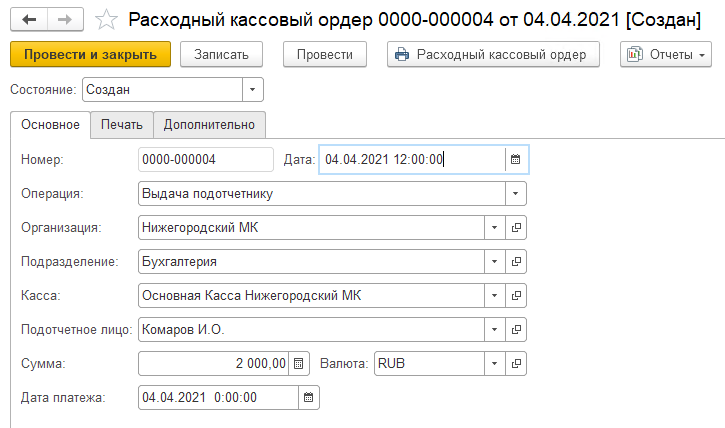 Расходный кассовый ордер 0000-000004 от 04.04.2021 [Создан]
Провести и закрыть Записать Провести Расходный кассовый ордер Отчеты
Состояние: Создан
Основное Печать Дополнительно
Номер: 0000-000004 Дата: 04.04.2021 12:00:00
Операция: Выдача подотчетнику
Организация: Нижегородский МК
Подразделение: Бухгалтерия
Касса: Основная Касса Нижегородский МК
Подотчетное лицо: Комаров И.О.
Сумма: 2 000,00 Валюта: RUB
Дата платежа: 04.04.2021 0:00:00